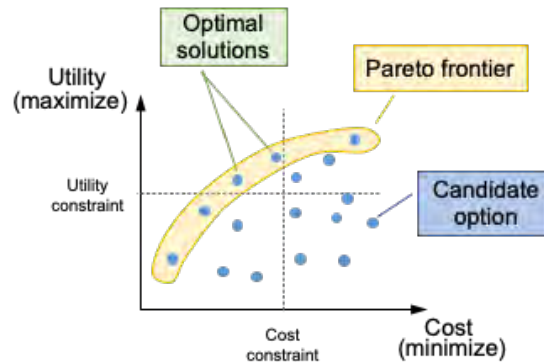 Optimal
solutions
Utility
(maximize)
Pareto frontier
Utility
constraint
Candidate
option
Cost
constraint
Cost
(minimize)